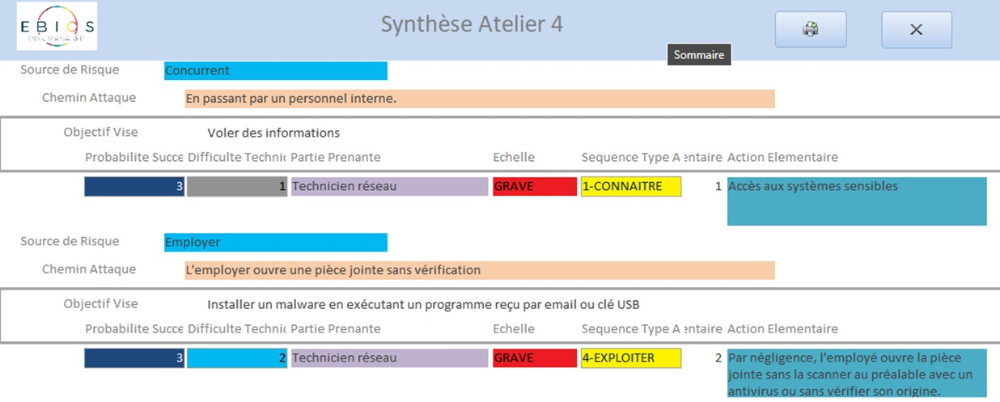 EBIOS
RISK MANAGER
Synthèse Atelier 4
Sommaire
Source de Risque Concurrent
Chemin Attaque En passant par un personnel interne.
Objectif Vise Voler des informations
Probabilite Succe Difficulte Technic Partie Prenante Echelle Sequence Type A entaire Action Elementaire
3 1 Technicien réseau GRAVE 1-CONNAITRE 1 Accès aux systèmes sensibles
Source de Risque Employer
Chemin Attaque L'employer ouvre une pièce jointe sans vérification
Objectif Vise Installer un malware en exécutant un programme reçu par email ou clé USB
Probabilite Succe Difficulte Technic Partie Prenante Echelle Sequence Type A entaire Action Elementaire
3 2 Technicien réseau GRAVE 4-EXPLOITER 2 Par négligence, l'employé ouvre la pièce
jointe sans la scanner au préalable avec un
antivirus ou sans vérifier son origine.